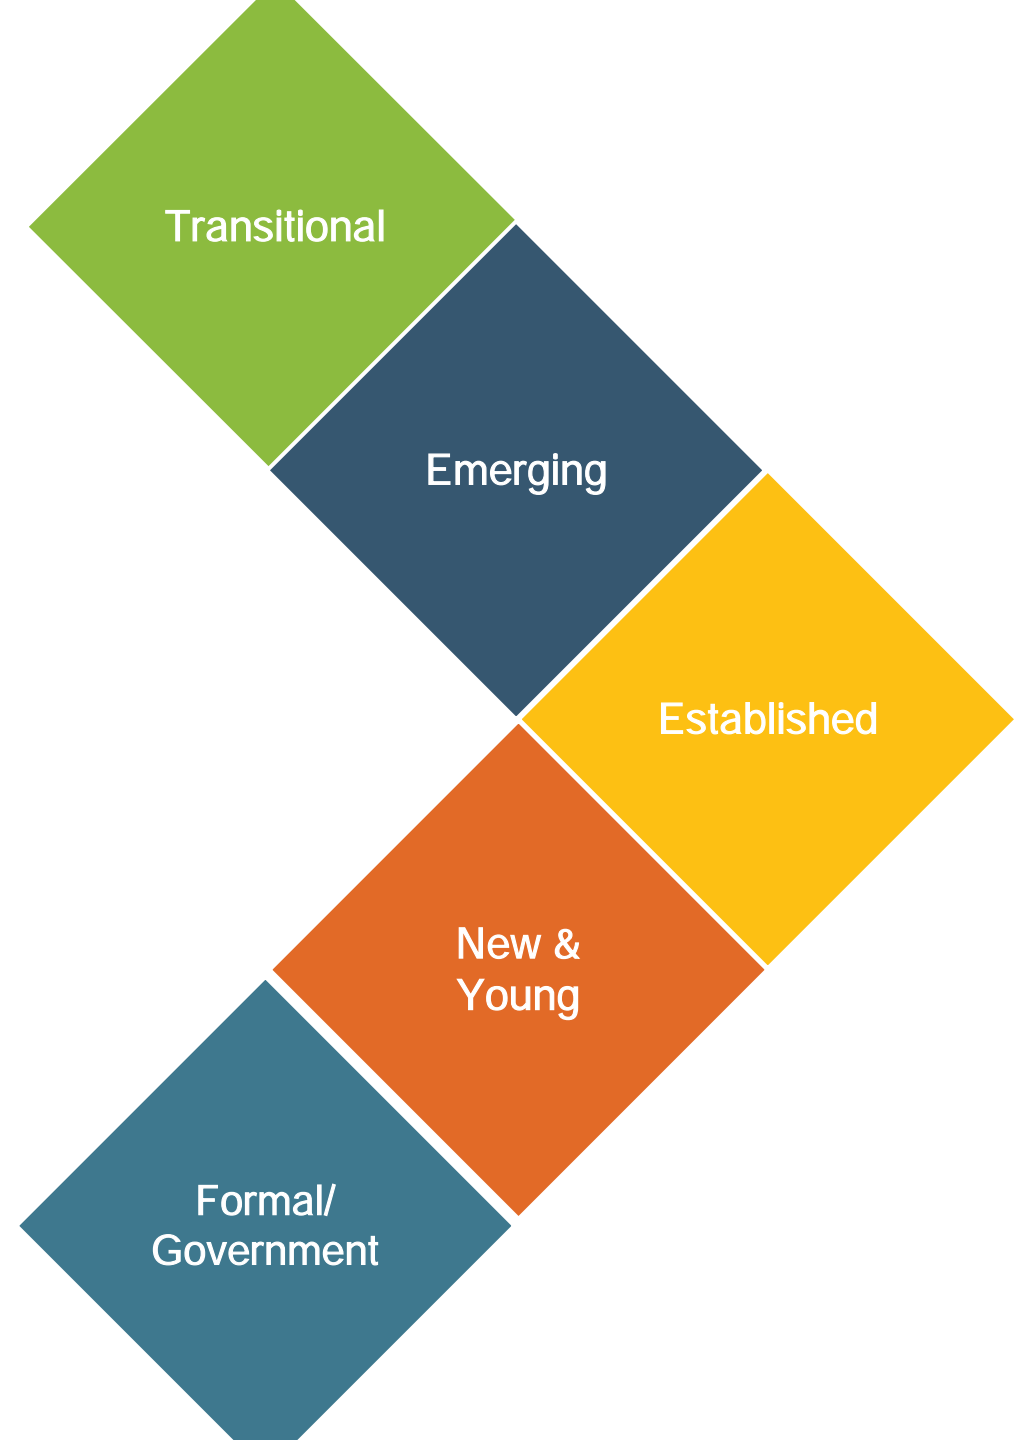 Transitional
Emerging
Established
New &
Young
Formal/
Government